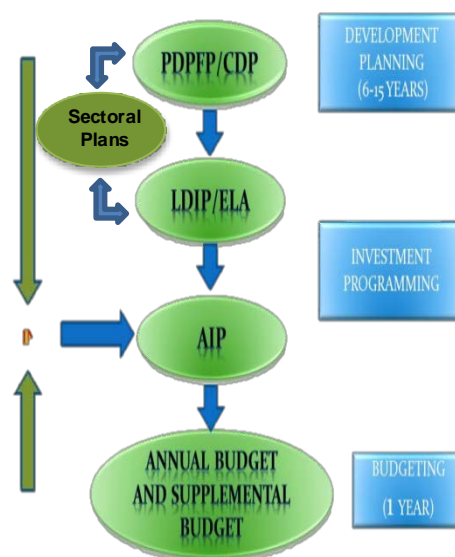 PDPFP/CDP
DEVELOPMENT
PLANNING
(6-15 YEARS)
Sectoral
Plans
LDIP/ELA
INVESTMENT
PROGRAMMING
AIP
ANNUAL BUDGET
AND SUPPLEMENTAL
BUDGET
BUDGETING
(1 YEAR)